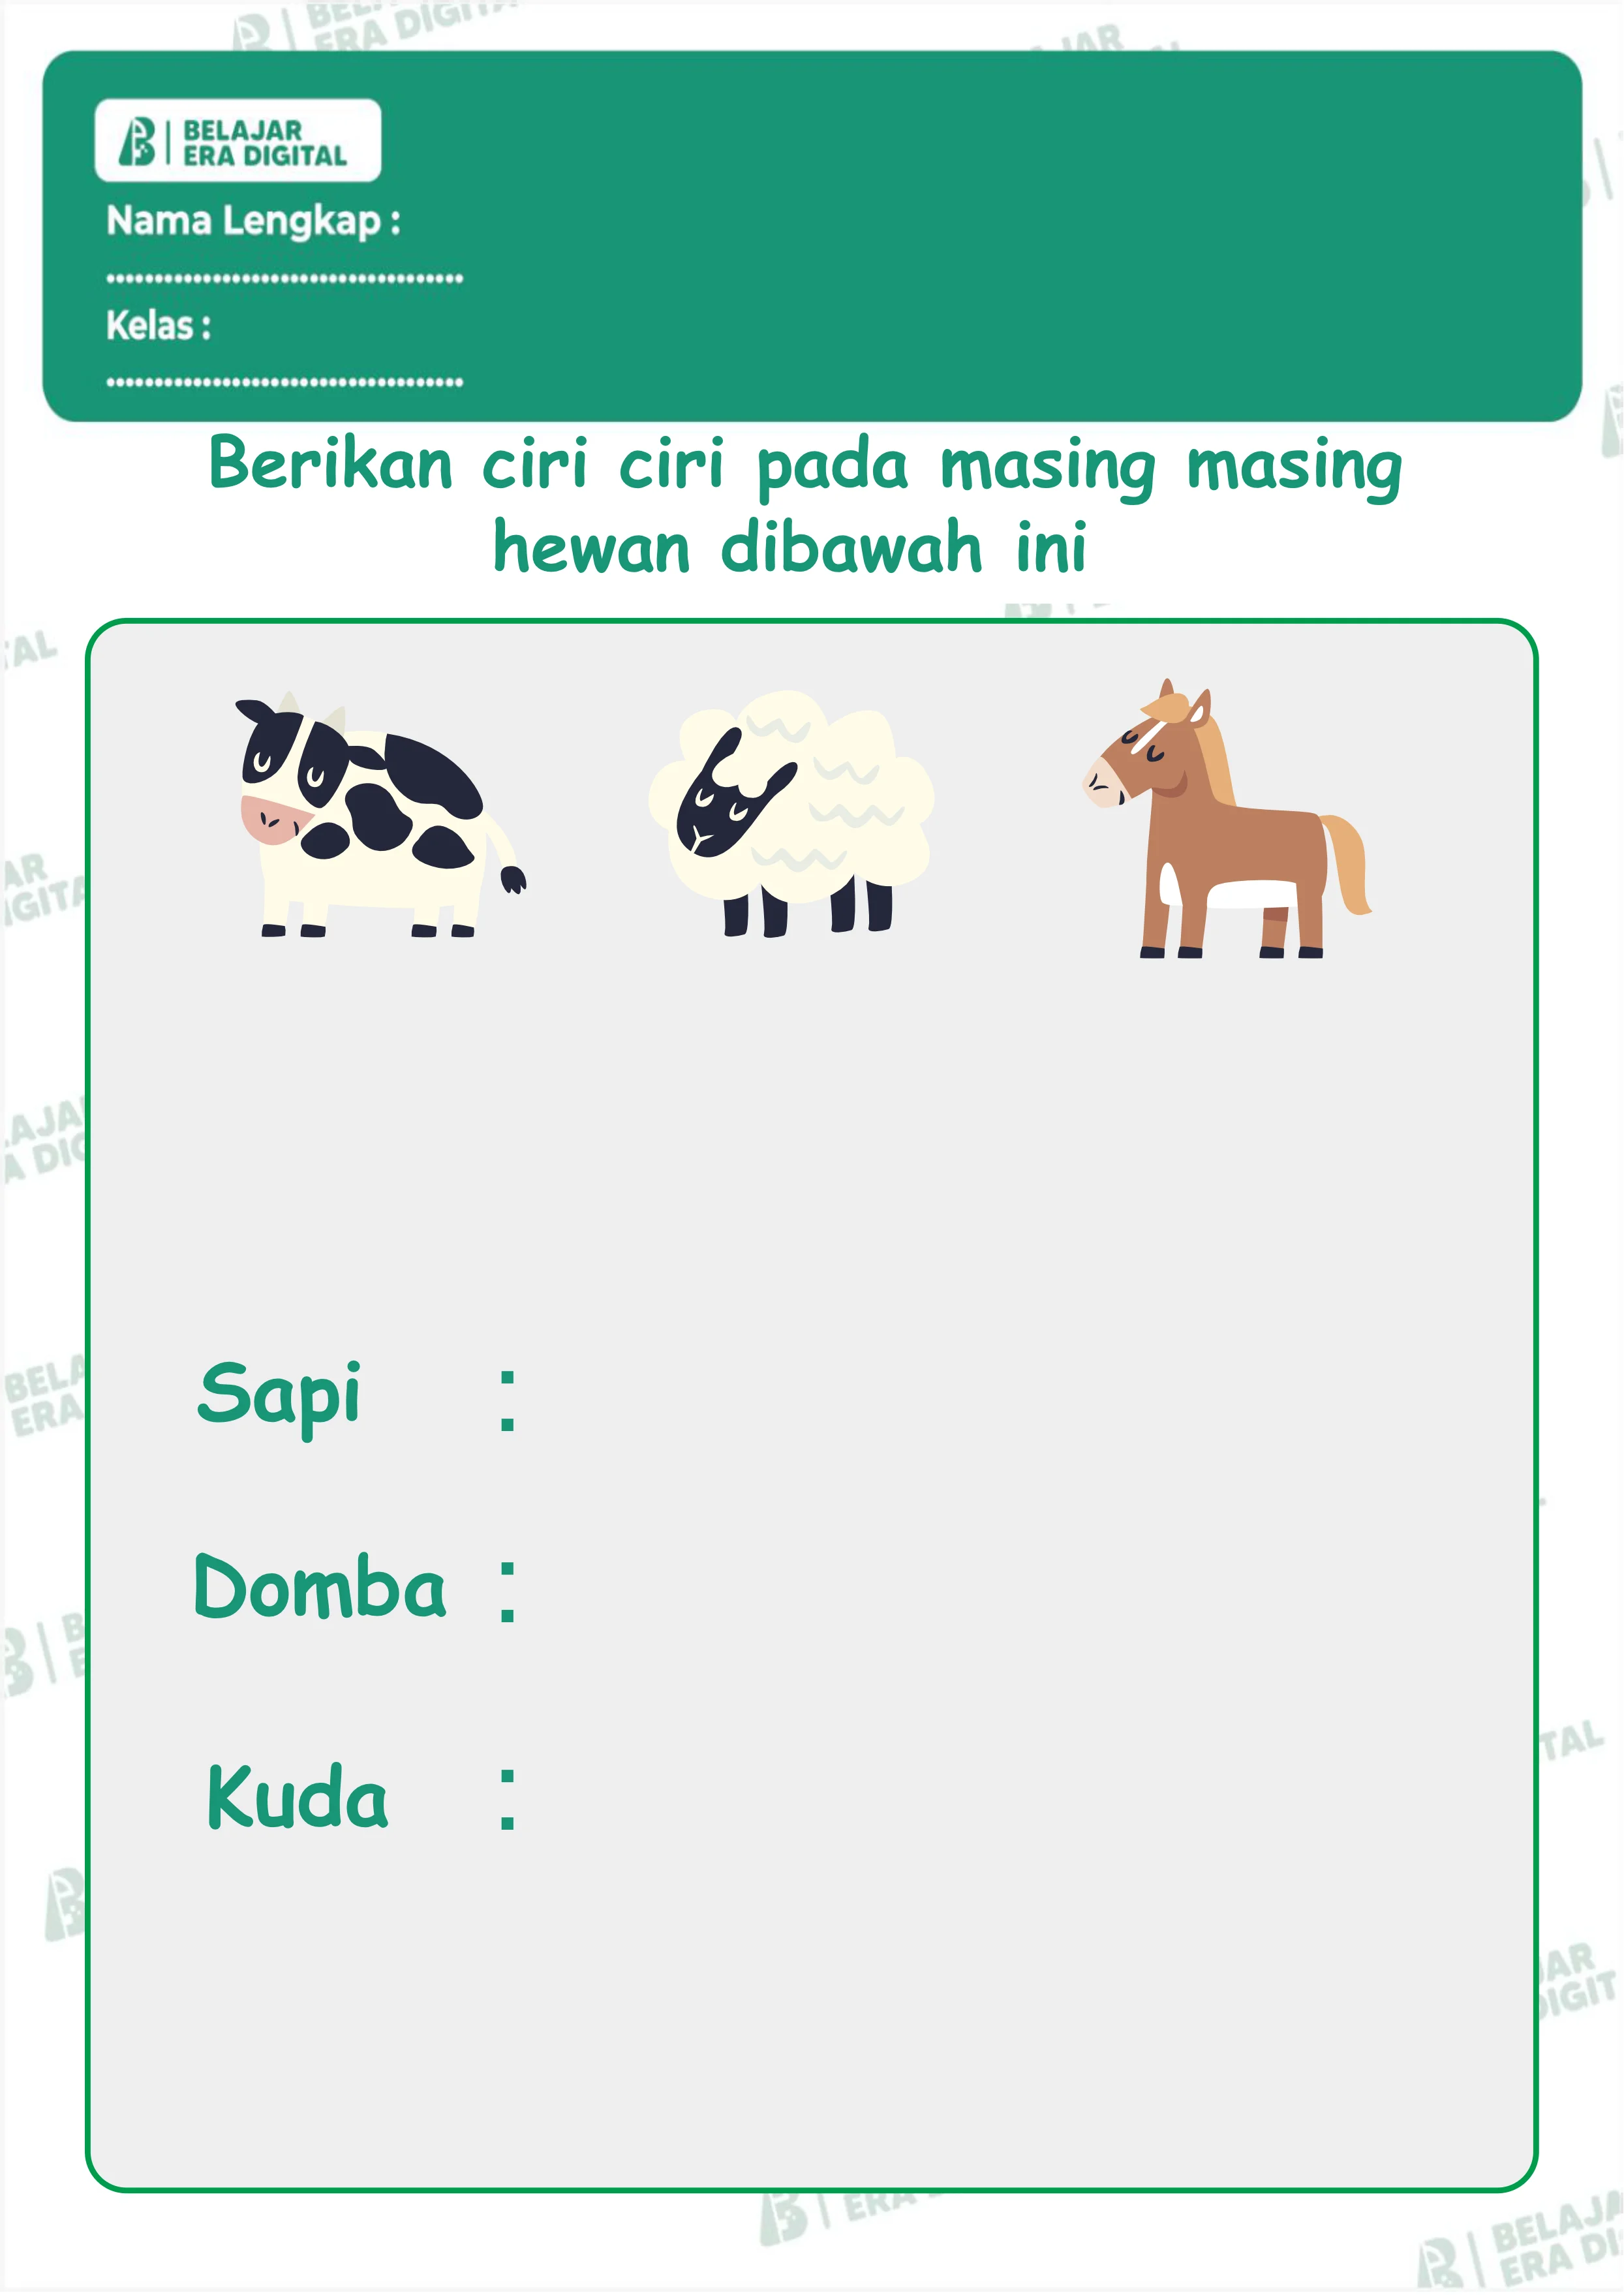 BELAJAR
ERA DIGITAL
Nama Lengkap :
.....................................
Kelas :
.....................................
Berikan ciri ciri pada masing masing
hewan dibawah ini
Sapi :
Domba :
Kuda :